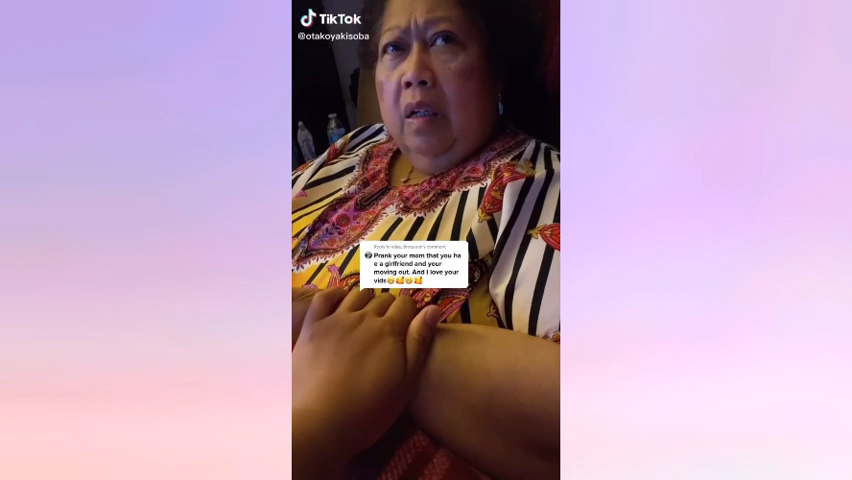 TikTok
@otakoyakisoba
Prank your mom that you ha
e a girlfriend and your
moving out. And I love your
vids😁🥰😁🥰